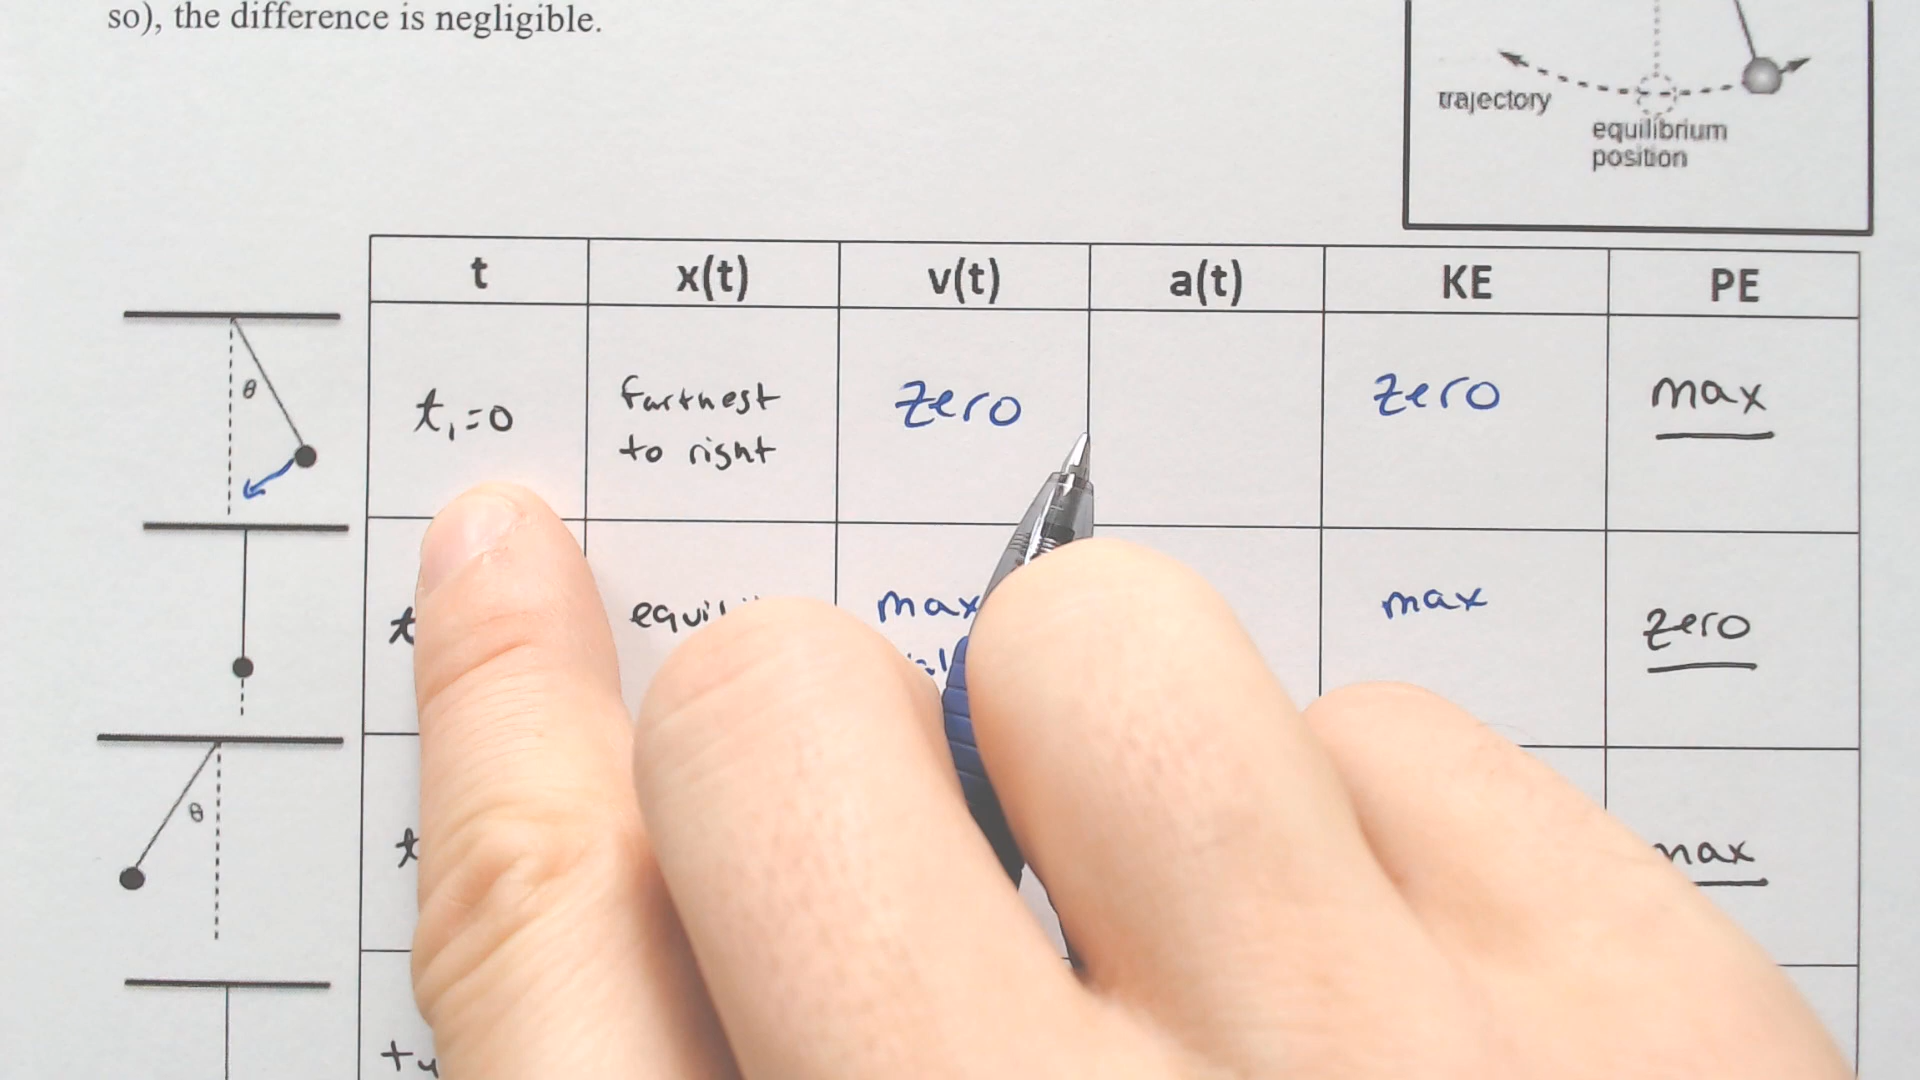 so), the difference is negligible.
trajectory
equilibrium
position
t x(t) v(t) a(t) KE PE
θ
t₁=0
farthest
to right
zero
zero
max
max
max
zero
θ
max